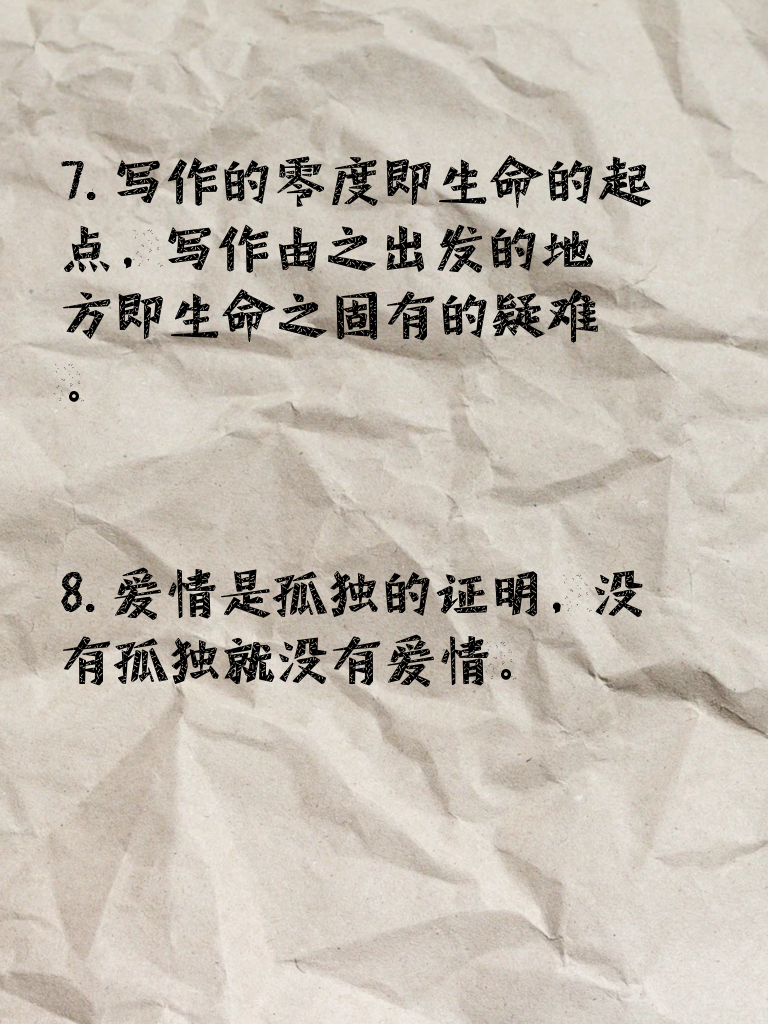 7.写作的零度即生命的起
点，写作由之出发的地
方即生命之固有的疑难
。
8.爱情是孤独的证明，没
有孤独就没有爱情。